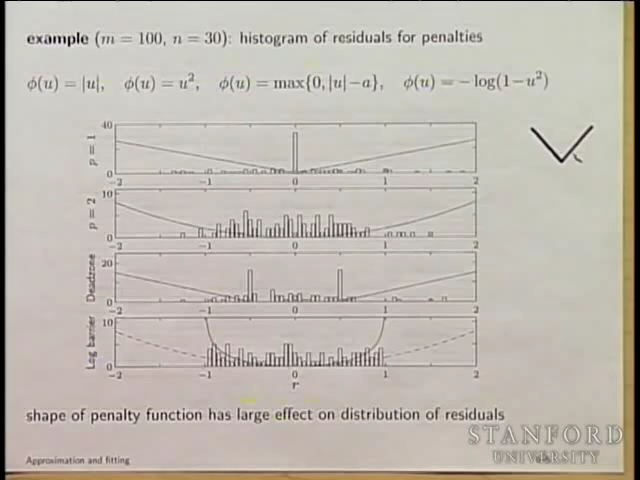 example (m = 100, n = 30): histogram of residuals for penalties
ϕ(u) = |u|, ϕ(u) = u², ϕ(u) = max{0, |u|−a}, ϕ(u) = − log(1−u²)
40
p = 1
0
−2 −1 0 1 2
10
p = 2
0
−2 −1 0 1 2
20
Deadzone
0
−2 −1 0 1 2
10
Log barrier
0
−2 −1 0 1 2
r
shape of penalty function has large effect on distribution of residuals
STANFORD
UNIVERSITY
Approximation and fitting